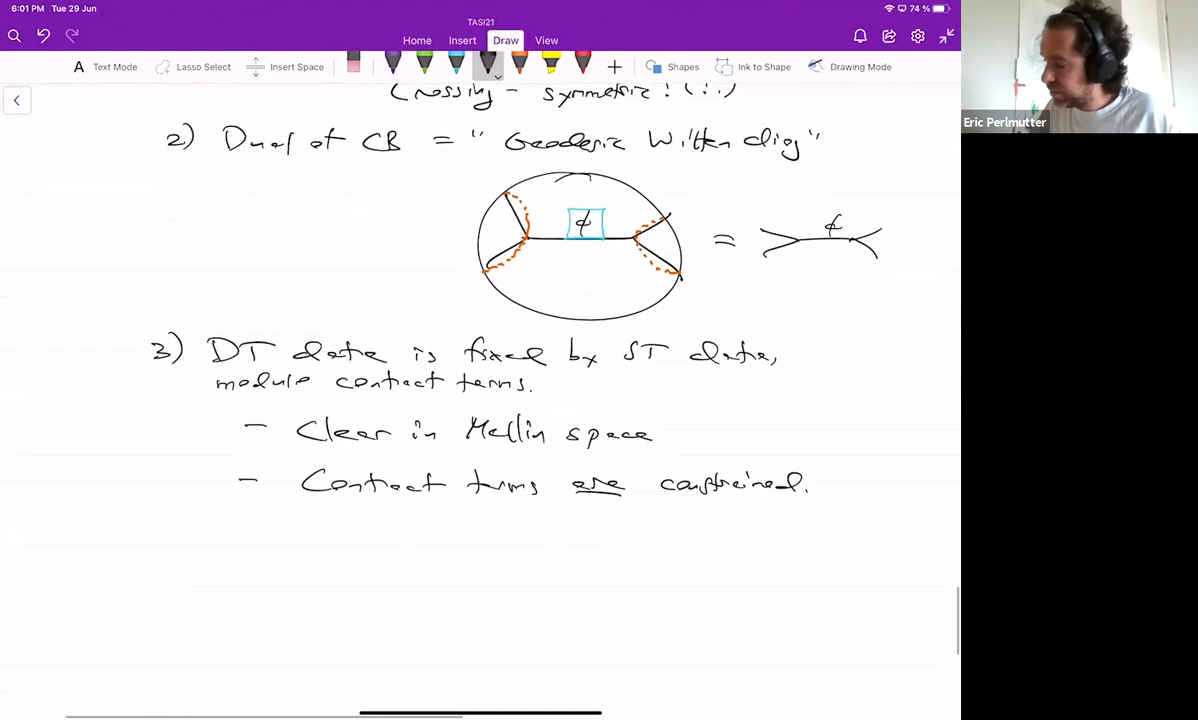 6:01 PM Tue 29 Jun
74 %
TASI21
Home Insert Draw View
A Text Mode Lasso Select Insert Space + Shapes Ink to Shape Drawing Mode
Crossing - symmetric! (!!)
2) Dual of CB = "Geodesic Witten diag"
ϕ = ϕ
3) DT data is fixed by ST data,
modulo contact terms.
- Clear in Mellin space
- Contact terms are constrained.
Eric Perlmutter